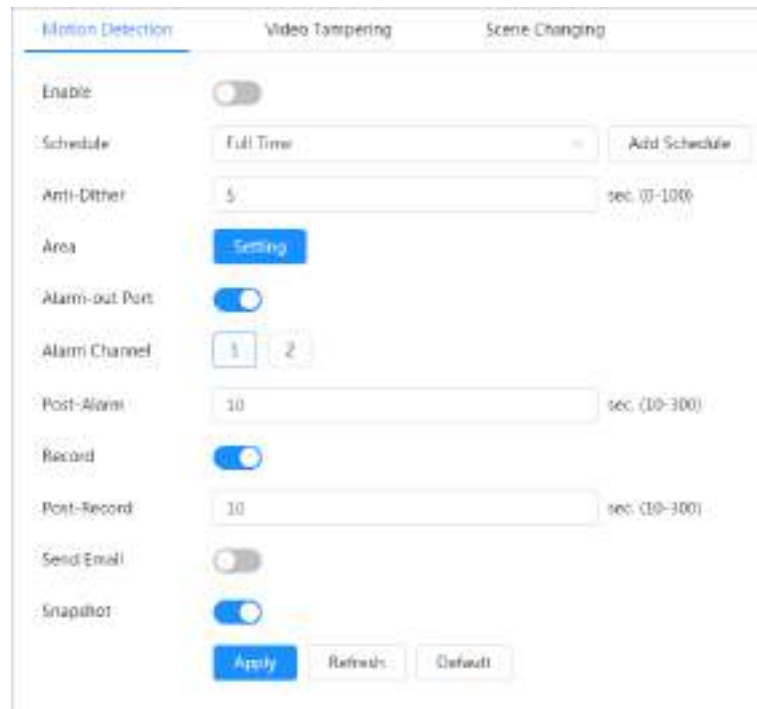 Motion Detection Video Tampering Scene Changing
Enable
Schedule Full Time Add Schedule
Anti-Dither 5 sec. (0-100)
Area Setting
Alarm-out Port
Alarm Channel 1 2
Post-Alarm 10 sec. (10-300)
Record
Post-Record 10 sec. (10-300)
Send Email
Snapshot
Apply Refresh Default